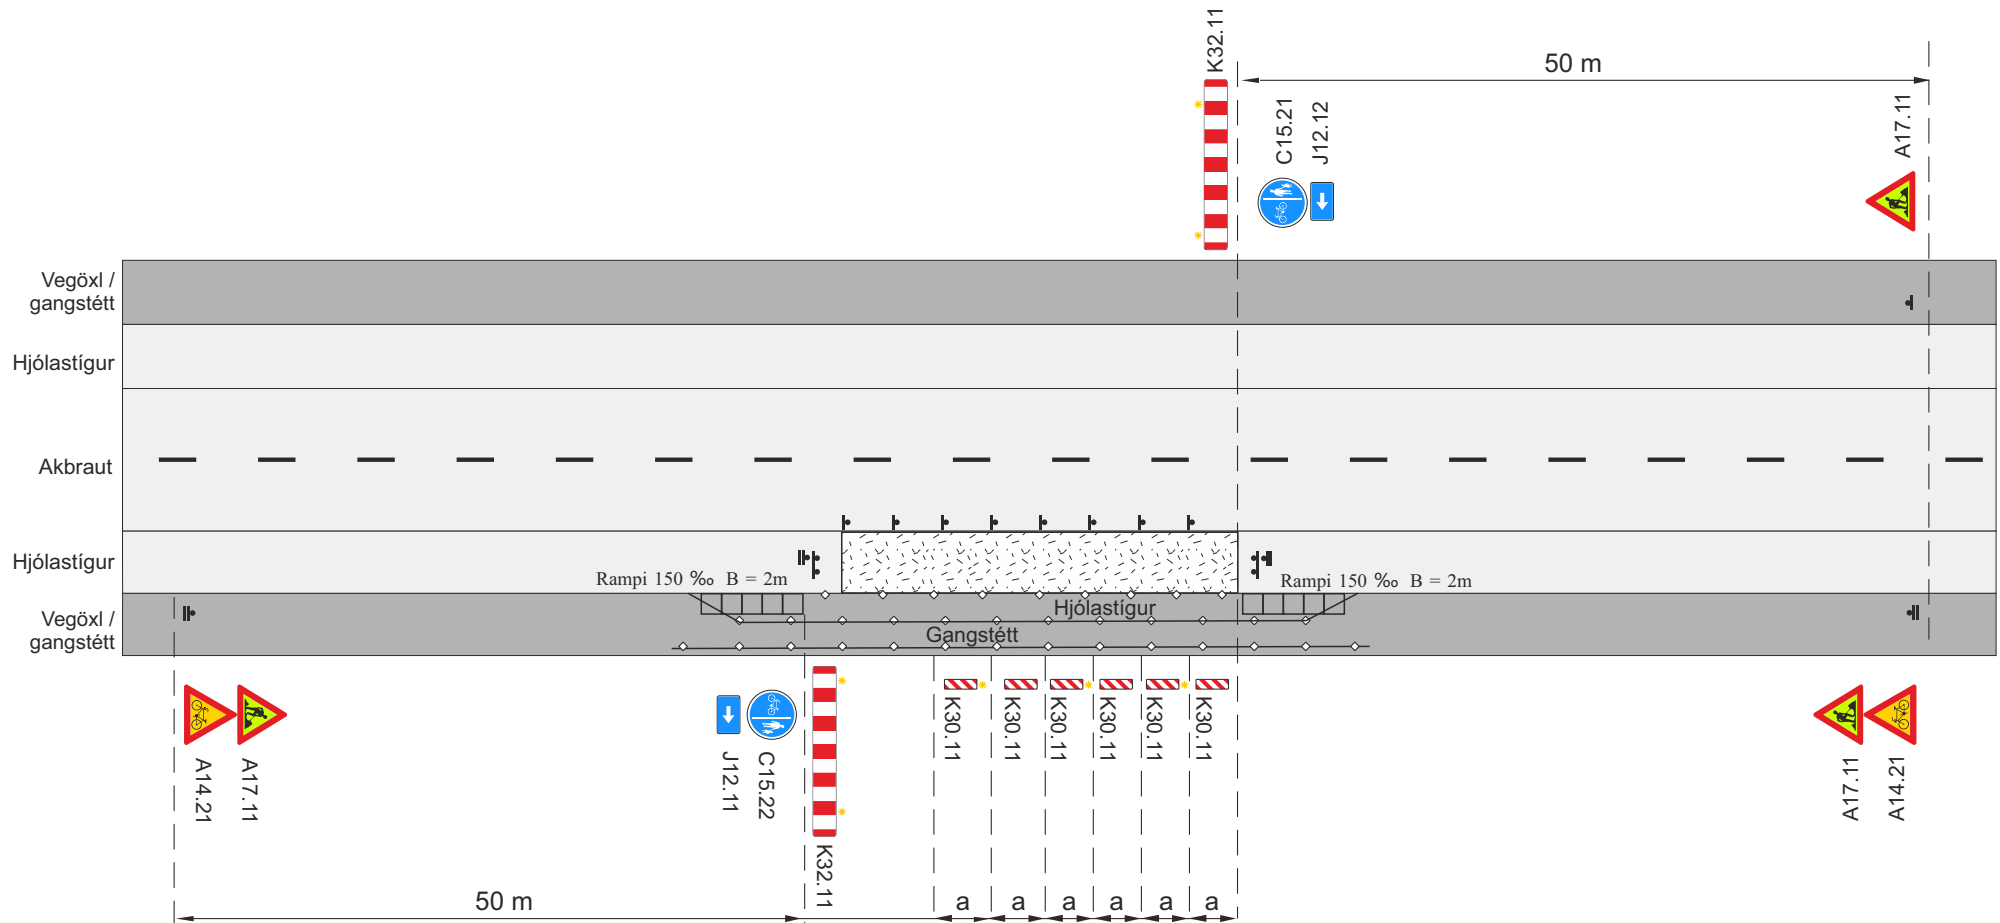 K32.11
50 m
C15.21
J12.12
A17.11
Vegöxl /
gangstétt
Hjólastígur
Akbraut
Hjólastígur
Rampi 150 ‰ B = 2m
Rampi 150 ‰ B = 2m
Vegöxl /
gangstétt
Hjólastígur
Gangstétt
A14.21
A17.11
J12.11
C15.22
K32.11
K30.11
K30.11
K30.11
K30.11
K30.11
K30.11
A17.11
A14.21
50 m
a
a
a
a
a
a